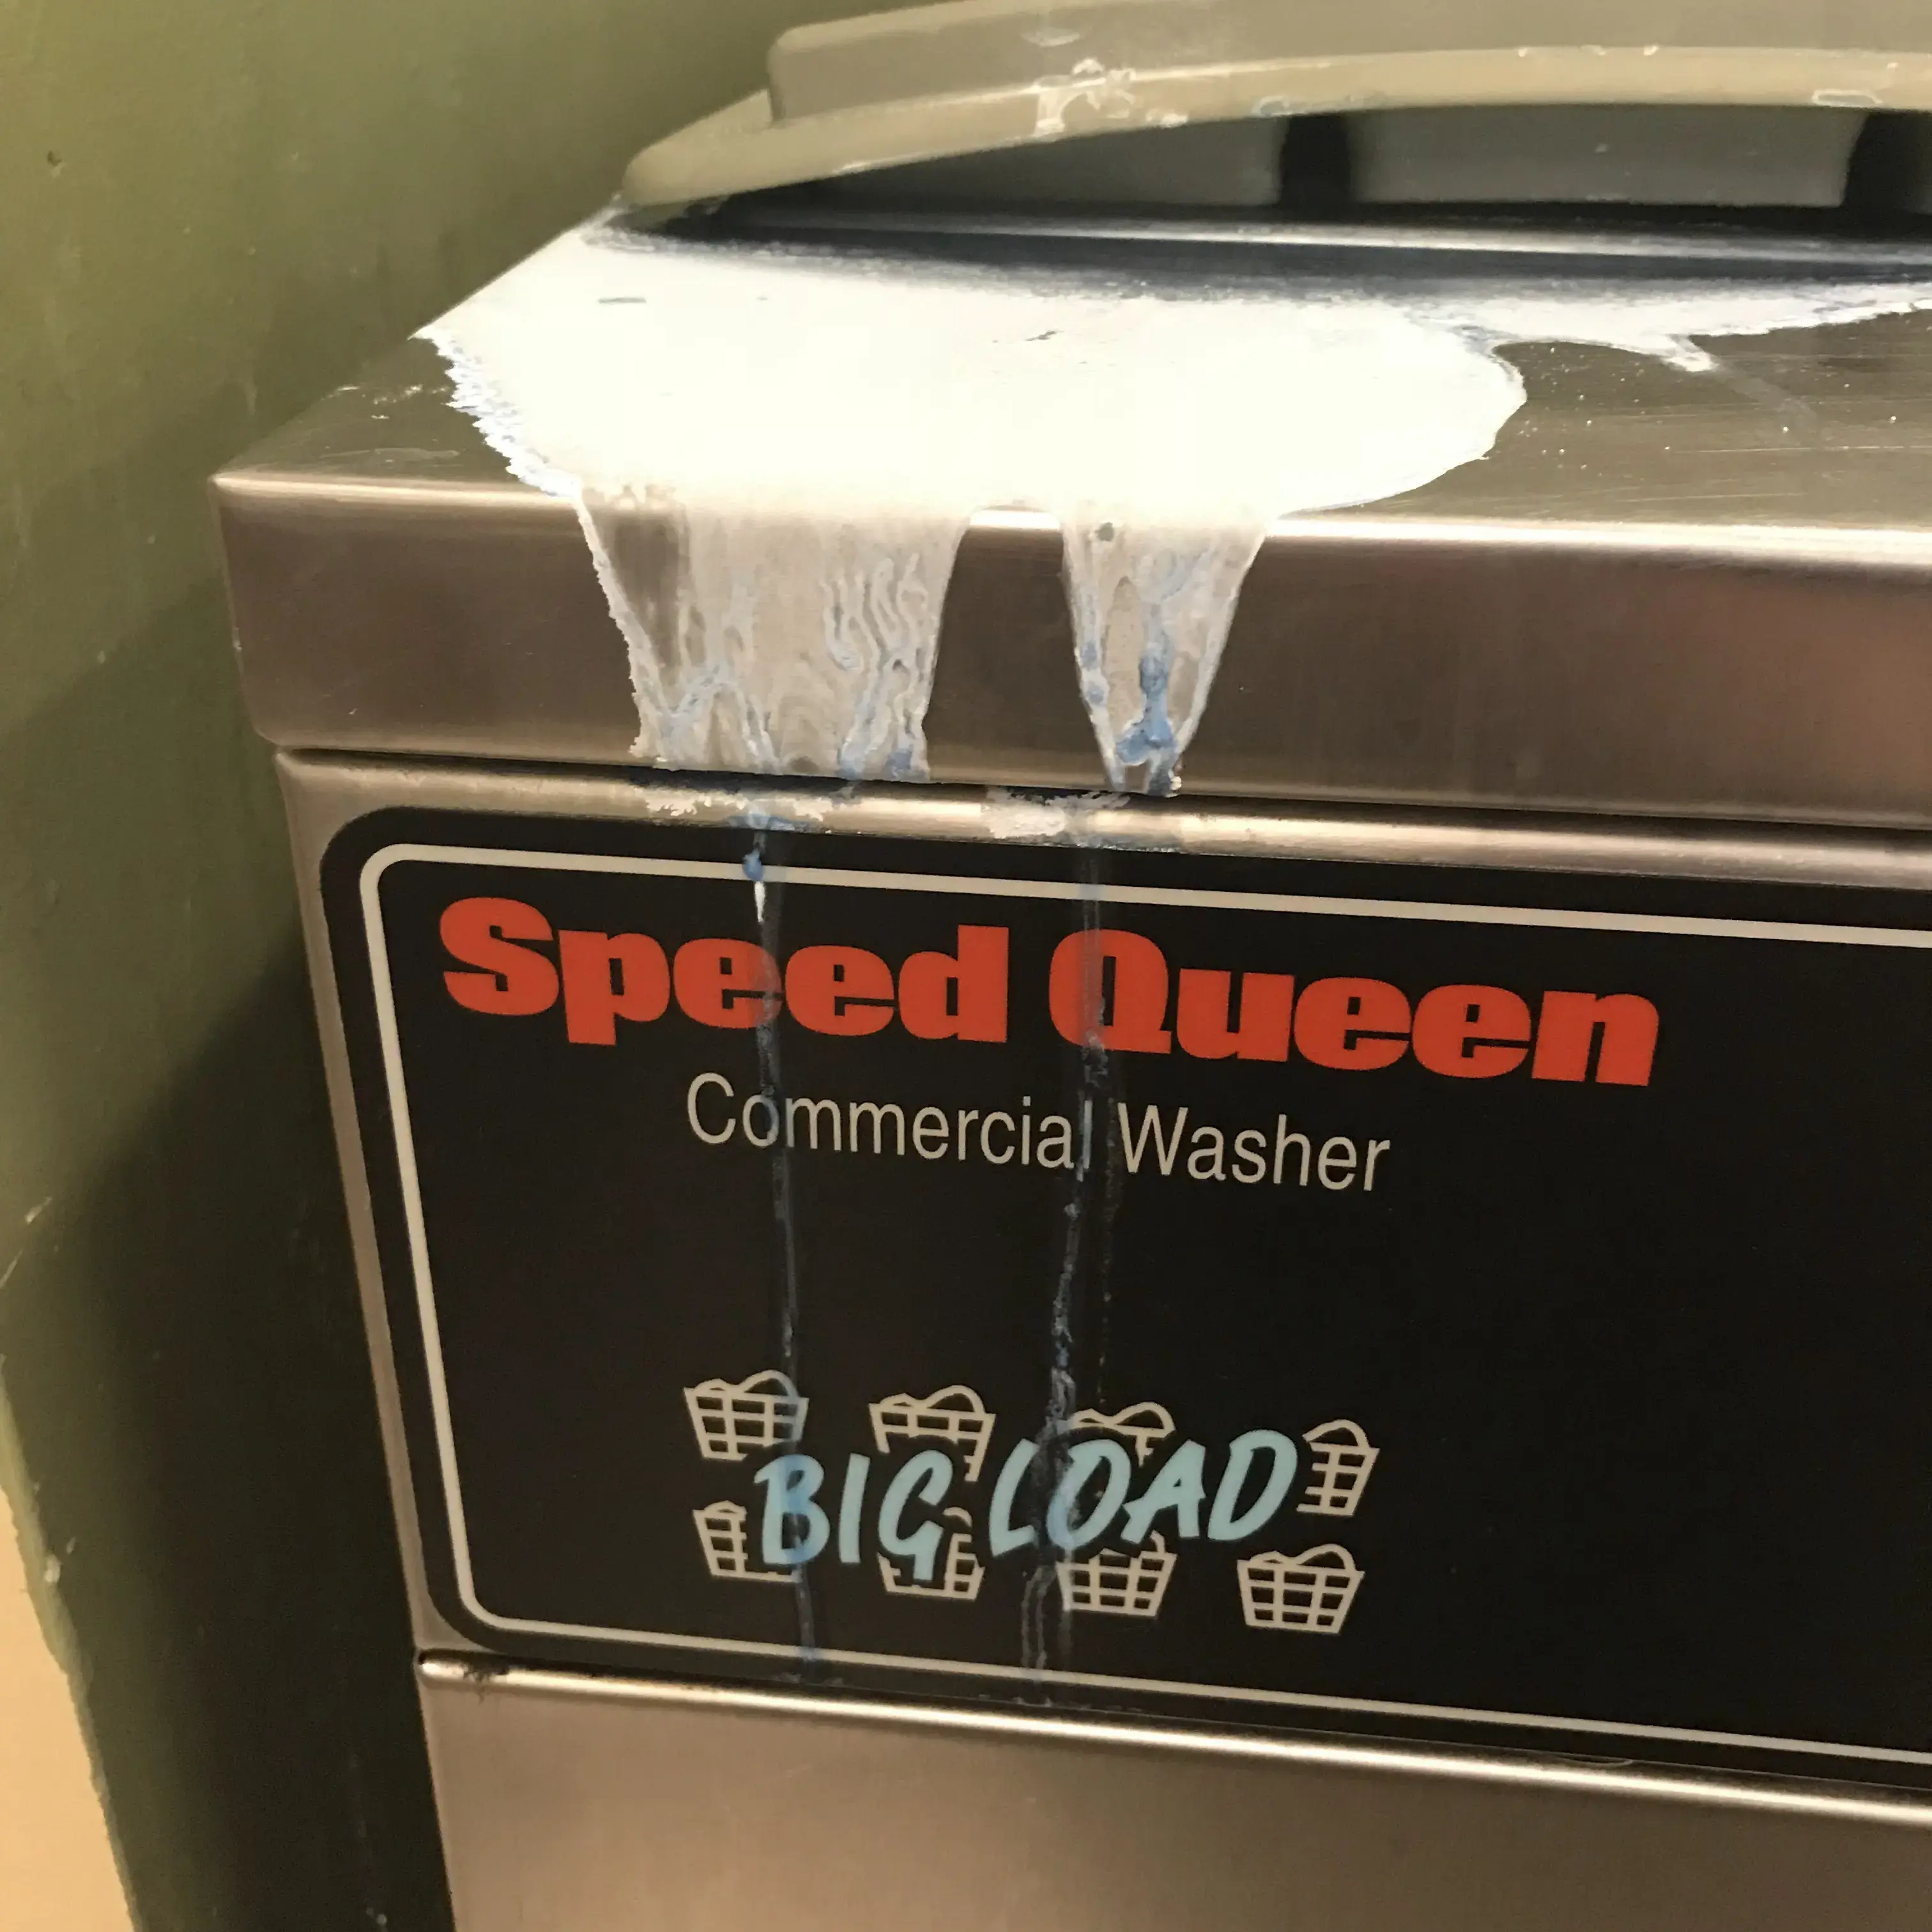 Speed Queen
Commercial Washer
BIG LOAD